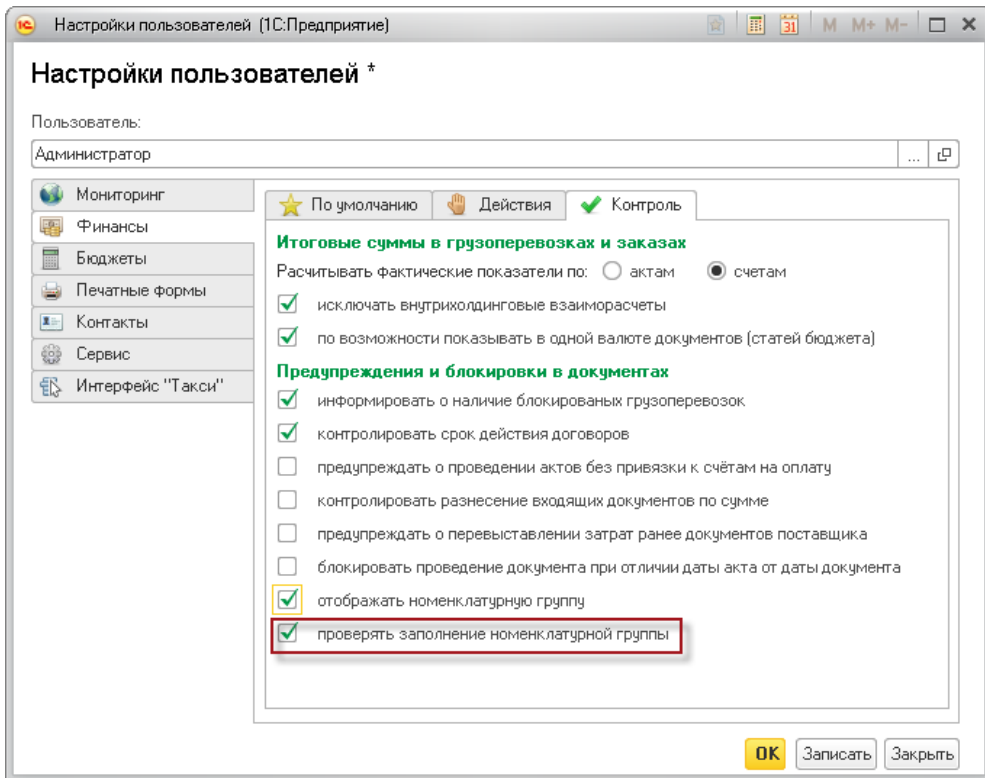 1С Настройки пользователей (1С:Предприятие) 31 M M+ M-
Настройки пользователей *
Пользователь:
Администратор ...
Мониторинг
Финансы
Бюджеты
Печатные формы
Контакты
Сервис
Интерфейс "Такси"
По умолчанию Действия Контроль
Итоговые суммы в грузоперевозках и заказах
Расчитывать фактические показатели по: актам счетам
исключать внутрихолдинговые взаиморасчеты
по возможности показывать в одной валюте документов (статей бюджета)
Предупреждения и блокировки в документах
информировать о наличие блокированых грузоперевозок
контролировать срок действия договоров
предупреждать о проведении актов без привязки к счётам на оплату
контролировать разнесение входящих документов по сумме
предупреждать о перевыставлении затрат ранее документов поставщика
блокировать проведение документа при отличии даты акта от даты документа
отображать номенклатурную группу
проверять заполнение номенклатурной группы
ОК Записать Закрыть